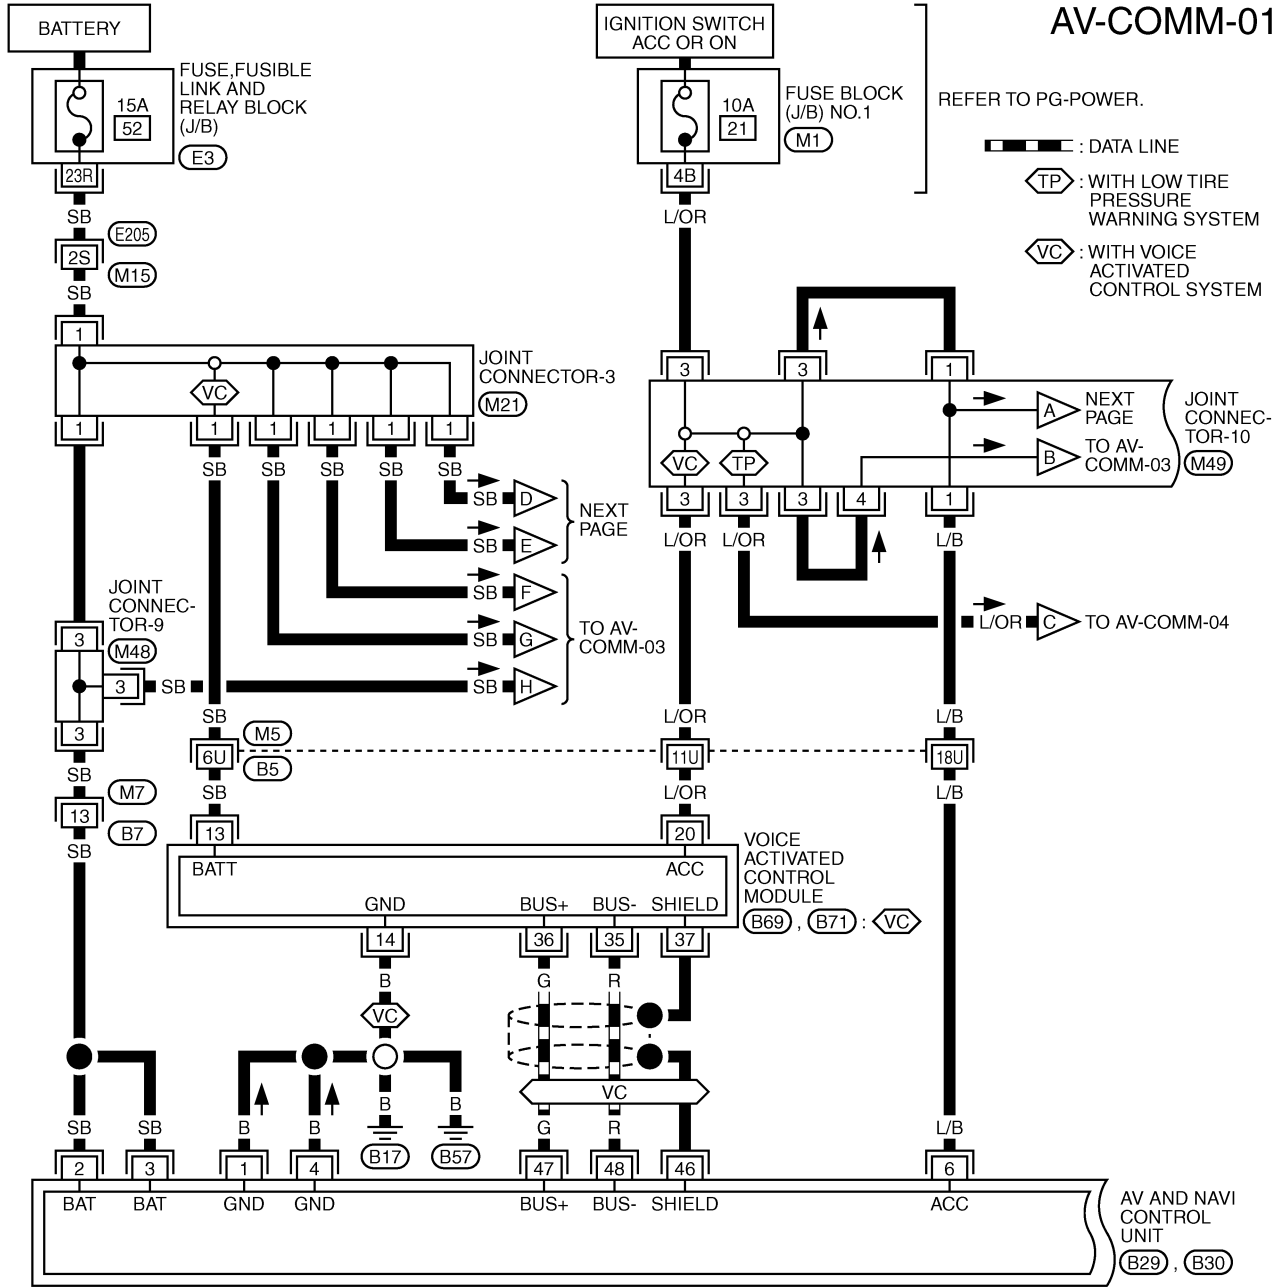 AV-COMM-01
BATTERY
IGNITION SWITCH
ACC OR ON
FUSE,FUSIBLE
LINK AND
RELAY BLOCK
(J/B)
E3
15A
52
10A
21
FUSE BLOCK
(J/B) NO.1
M1
REFER TO PG-POWER.
: DATA LINE
TP : WITH LOW TIRE
PRESSURE
WARNING SYSTEM
VC : WITH VOICE
ACTIVATED
CONTROL SYSTEM
23R
4B
SB
L/OR
E205
2S
M15
SB
1
JOINT
CONNECTOR-3
M21
VC
1 1 1 1 1 1
SB SB SB SB SB
SB D
SB E
NEXT
PAGE
SB F
SB G
SB H
TO AV-
COMM-03
3 3 1
A NEXT
PAGE
B TO AV-
COMM-03
JOINT
CONNEC-
TOR-10
M49
VC TP
3 3 3 4 1
L/OR L/OR L/B
L/OR C TO AV-COMM-04
JOINT
CONNEC-
TOR-9
M48
3
3 SB
3
SB
M7
13
B7
SB
SB L/OR L/B
M5
6U 11U 18U
B5
SB L/OR L/B
13 20
BATT ACC
VOICE
ACTIVATED
CONTROL
MODULE
B69 , B71 : VC
GND BUS+ BUS- SHIELD
14 36 35 37
B G R
VC
VC
B B
SB SB B B G R L/B
B17 B57
2 3 1 4 47 48 46 6
BAT BAT GND GND BUS+ BUS- SHIELD ACC
AV AND NAVI
CONTROL
UNIT
B29 , B30